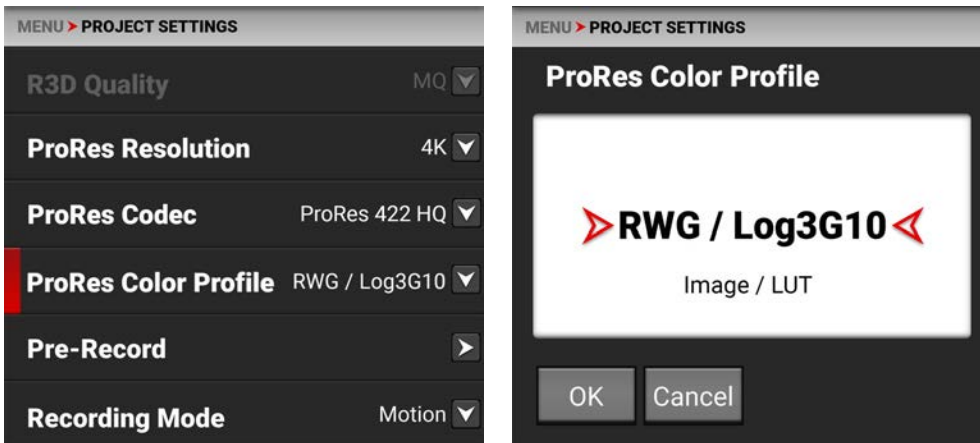 MENU > PROJECT SETTINGS
R3D Quality MQ
ProRes Resolution 4K
ProRes Codec ProRes 422 HQ
ProRes Color Profile RWG / Log3G10
Pre-Record
Recording Mode Motion
MENU > PROJECT SETTINGS
ProRes Color Profile
RWG / Log3G10
Image / LUT
OK Cancel